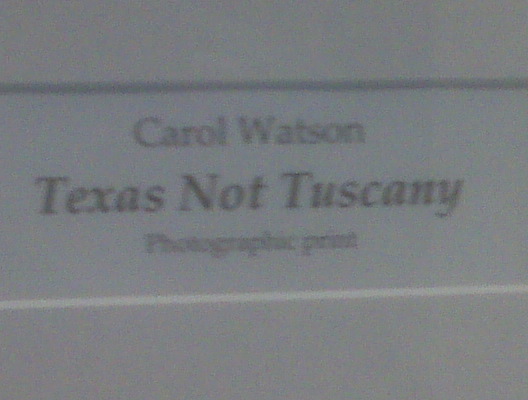 Carol Watson
Texas Not Tuscany
Photographic print